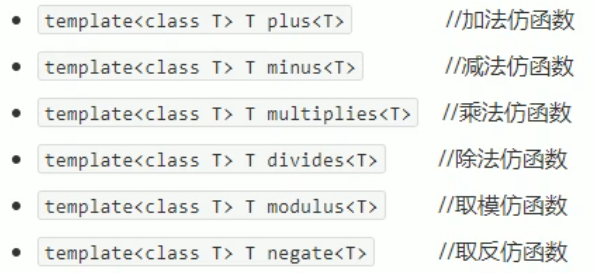 template<class T> T plus<T> //加法仿函数
template<class T> T minus<T> //减法仿函数
template<class T> T multiplies<T> //乘法仿函数
template<class T> T divides<T> //除法仿函数
template<class T> T modulus<T> //取模仿函数
template<class T> T negate<T> //取反仿函数